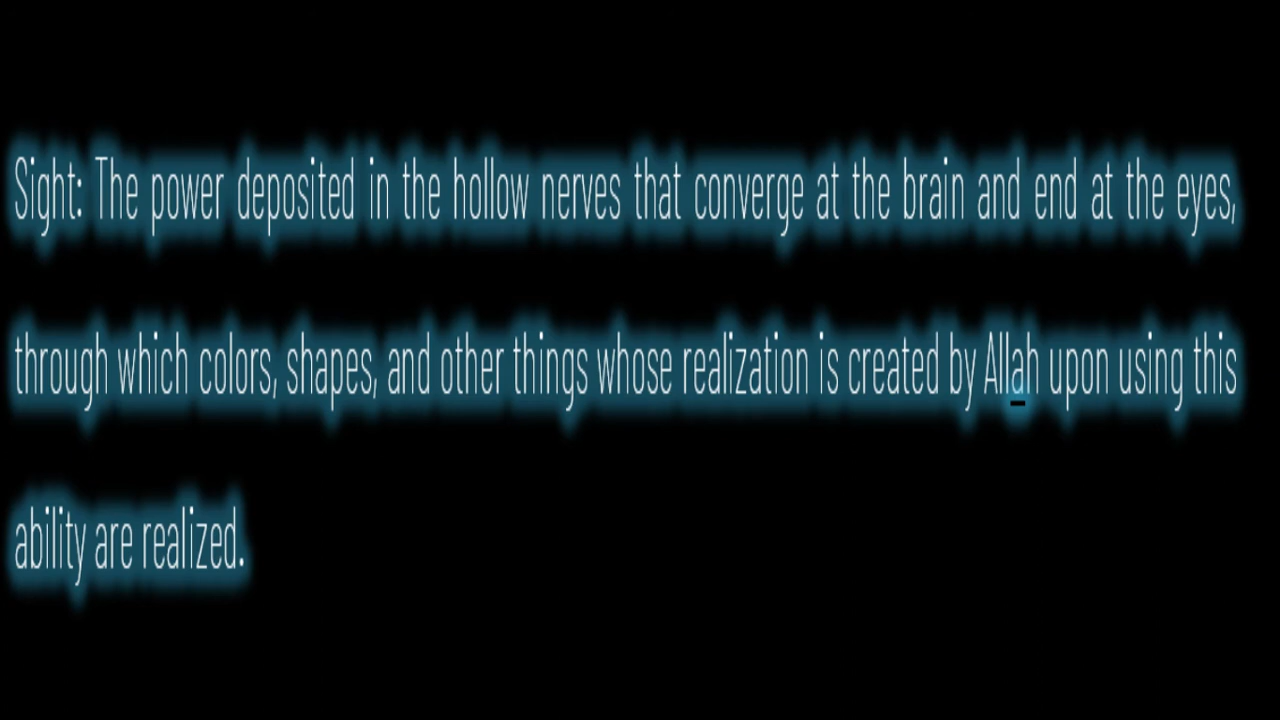 Sight: The power deposited in the hollow nerves that converge at the brain and end at the eyes,
through which colors, shapes, and other things whose realization is created by Allah upon using this
ability are realized.